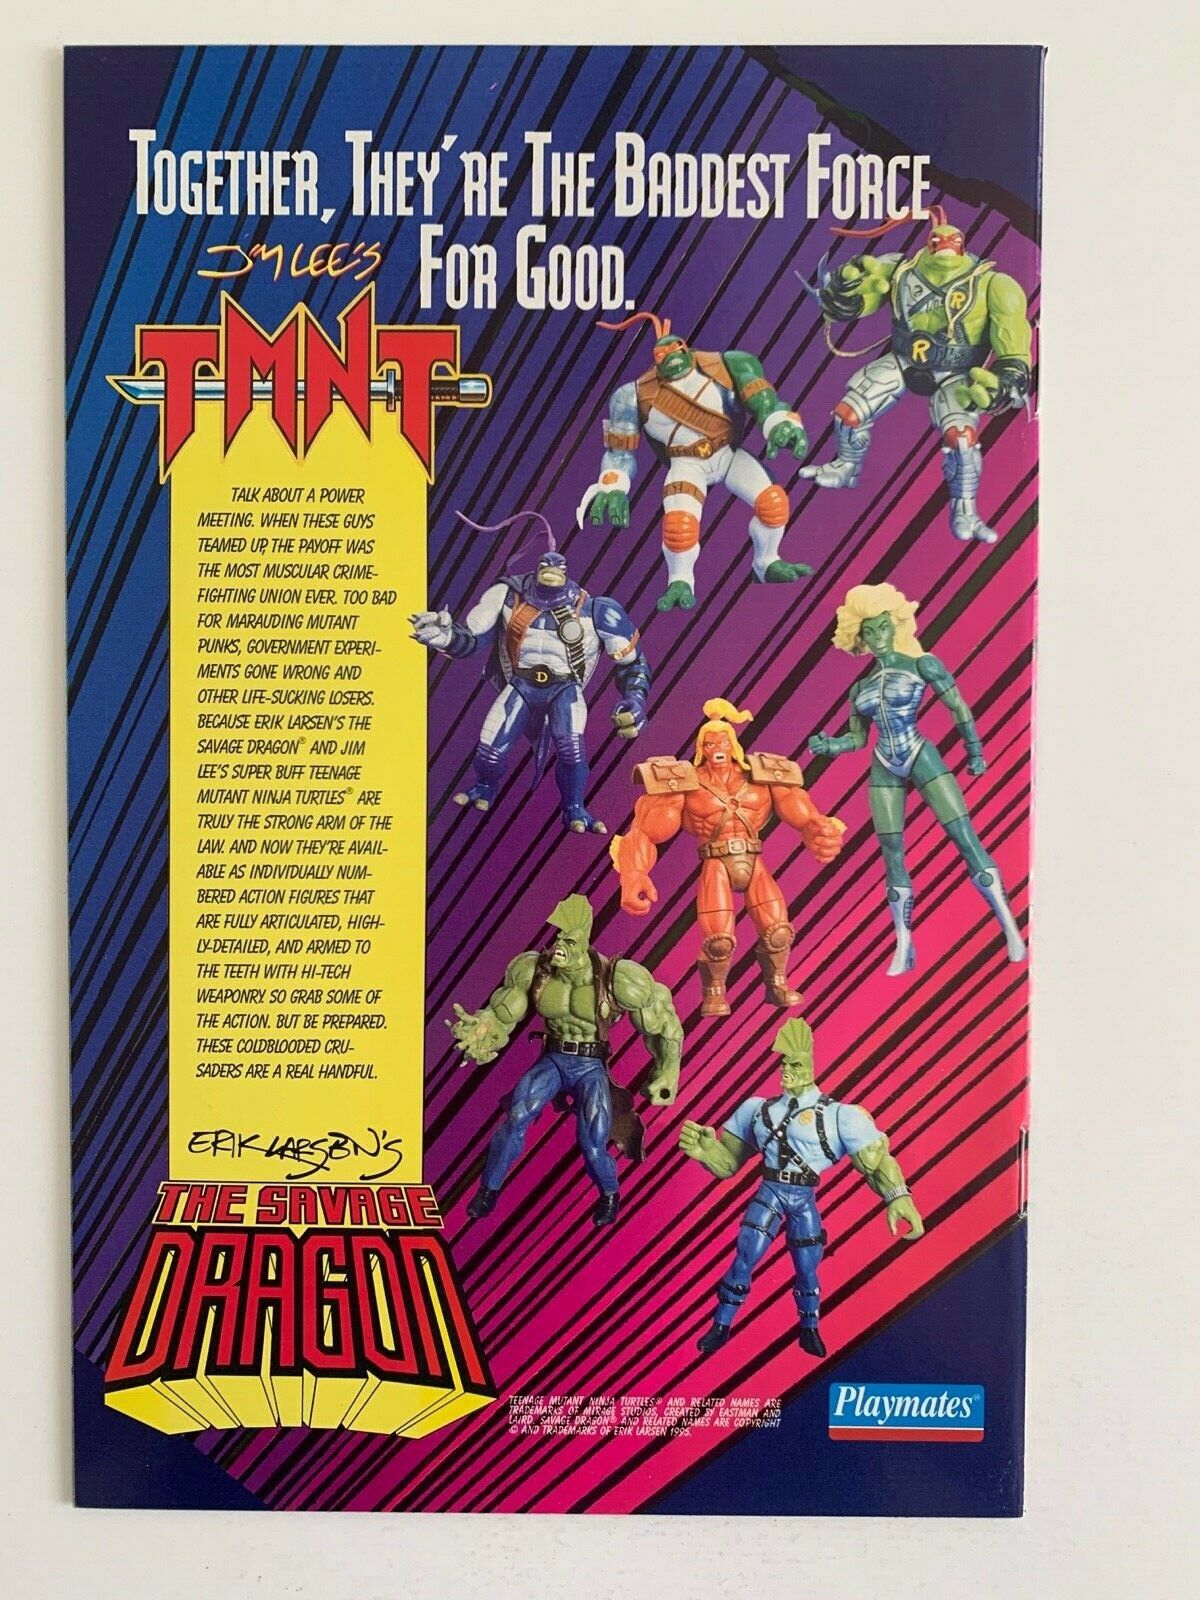 TOGETHER, THEY'RE THE BADDEST FORCE
FOR GOOD.
JIM LEE'S
TMNT
TALK ABOUT A POWER
MEETING. WHEN THESE GUYS
TEAMED UP, THE PAYOFF WAS
THE MOST MUSCULAR CRIME-
FIGHTING UNION EVER. TOO BAD
FOR MARAUDING MUTANT
PUNKS, GOVERNMENT EXPERI-
MENTS GONE WRONG AND
OTHER LIFE-SUCKING LOSERS.
BECAUSE ERIK LARSEN'S THE
SAVAGE DRAGON® AND JIM
LEE'S SUPER BUFF TEENAGE
MUTANT NINJA TURTLES® ARE
TRULY THE STRONG ARM OF THE
LAW. AND NOW THEY'RE AVAIL-
ABLE AS INDIVIDUALLY NUM-
BERED ACTION FIGURES THAT
ARE FULLY ARTICULATED, HIGH-
LY-DETAILED, AND ARMED TO
THE TEETH WITH HI-TECH
WEAPONRY. SO GRAB SOME OF
THE ACTION. BUT BE PREPARED.
THESE COLDBLOODED CRU-
SADERS ARE A REAL HANDFUL.
ERIK LARSEN'S
THE SAVAGE
DRAGON
R
R
M
D
TEENAGE MUTANT NINJA TURTLES® AND RELATED NAMES ARE
TRADEMARKS OF MIRAGE STUDIOS, CREATED BY EASTMAN AND
LAIRD. SAVAGE DRAGON® AND RELATED NAMES ARE COPYRIGHT
© AND TRADEMARKS OF ERIK LARSEN 1995.
Playmates®